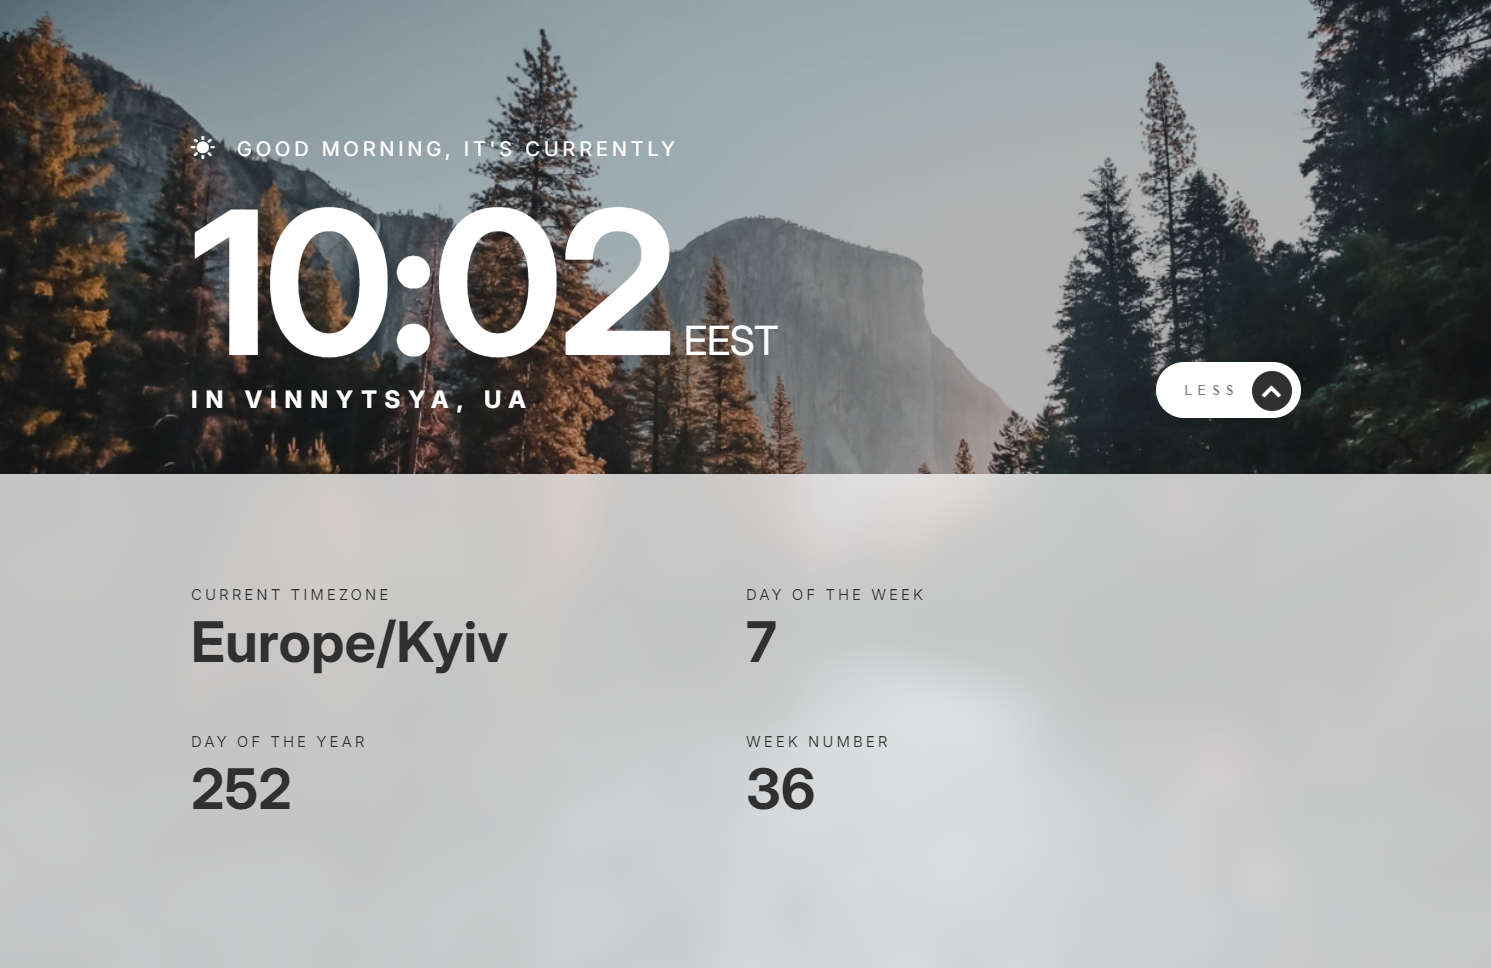 GOOD MORNING, IT'S CURRENTLY
10:02 EEST
IN VINNYTSYA, UA
LESS
CURRENT TIMEZONE
Europe/Kyiv
DAY OF THE WEEK
7
DAY OF THE YEAR
252
WEEK NUMBER
36